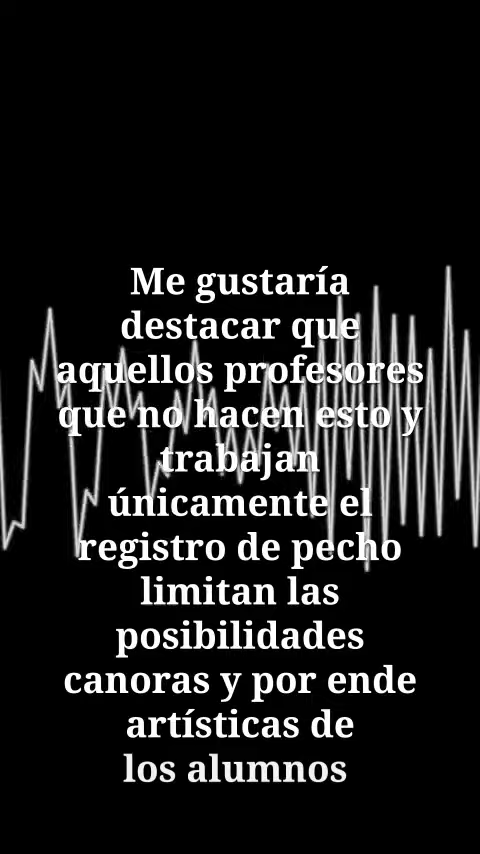 Me gustaría
destacar que
aquellos profesores
que no hacen esto y
trabajan
únicamente el
registro de pecho
limitan las
posibilidades
canoras y por ende
artísticas de
los alumnos